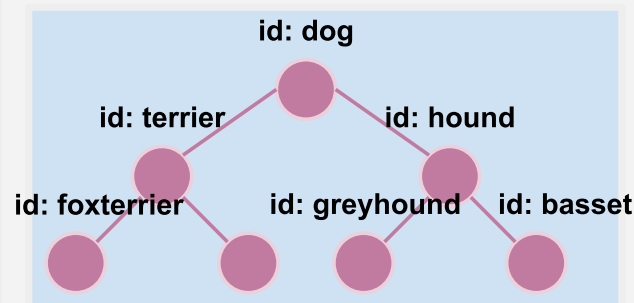 id: dog
id: terrier
id: hound
id: foxterrier
id: greyhound
id: basset